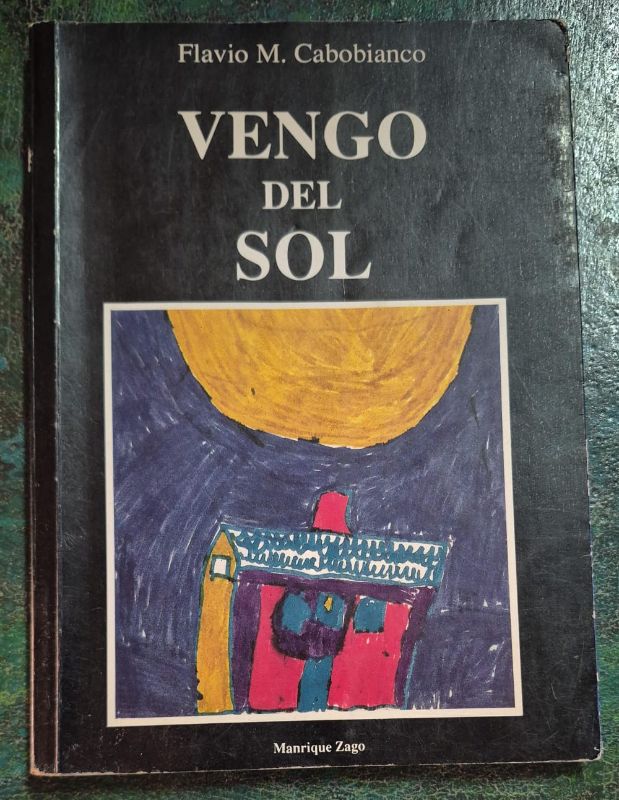 Flavio M. Cabobianco
VENGO
DEL
SOL
Manrique Zago